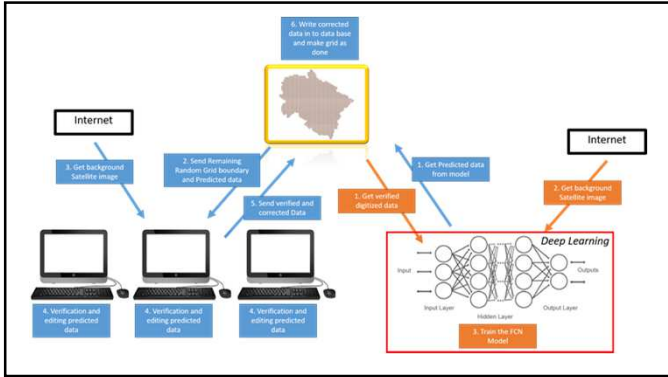 6. Write corrected
data in to data base
and make grid as
done
Internet
Internet
3. Get background
Satellite image
2. Send Remaining
Random Grid boundary
and Predicted data
1. Get Predicted data
from model
2. Get background
Satellite image
5. Send verified and
corrected Data
1. Get verified
digitized data
Deep Learning
Input
Outputs
Input Layer
Output Layer
Hidden Layer
4. Verification and
editing predicted
data
4. Verification and
editing predicted
data
4. Verification and
editing predicted
data
3. Train the FCN
Model